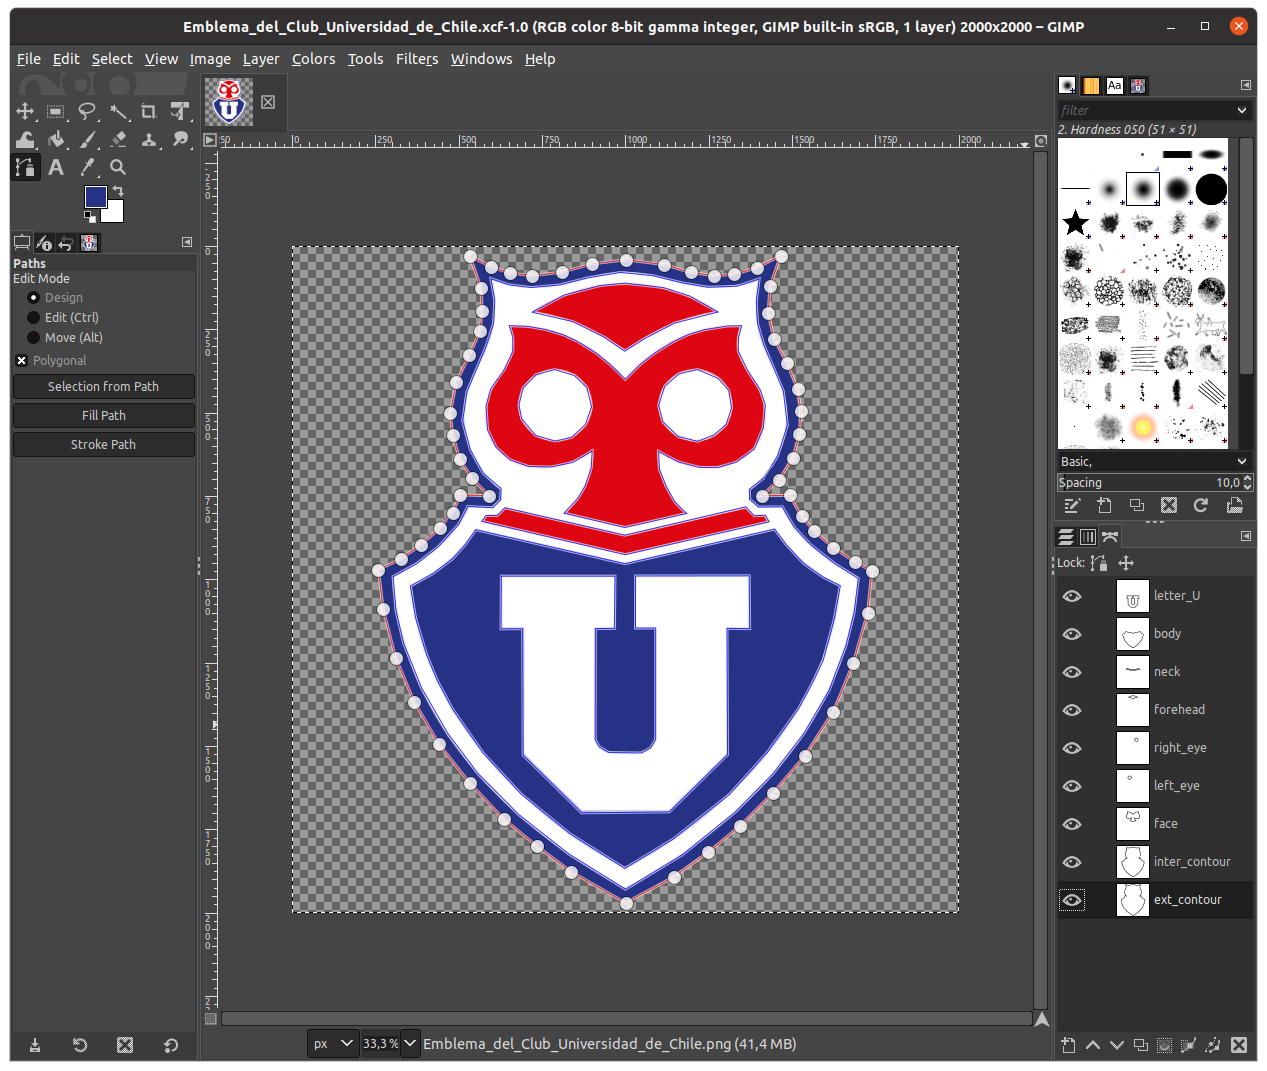 Emblema_del_Club_Universidad_de_Chile.xcf-1.0 (RGB color 8-bit gamma integer, GIMP built-in sRGB, 1 layer) 2000x2000 – GIMP
File Edit Select View Image Layer Colors Tools Filters Windows Help
Aa
filter
2. Hardness 050 (51 × 51)
0 250 500 750 1000 1250 1500 1750 2000
Paths
Edit Mode
Design
Edit (Ctrl)
Move (Alt)
Polygonal
Selection from Path
Fill Path
Stroke Path
U
Basic,
Spacing 10,0
Lock:
letter_U
body
neck
forehead
right_eye
left_eye
face
inter_contour
ext_contour
px 33,3 % Emblema_del_Club_Universidad_de_Chile.png (41,4 MB)